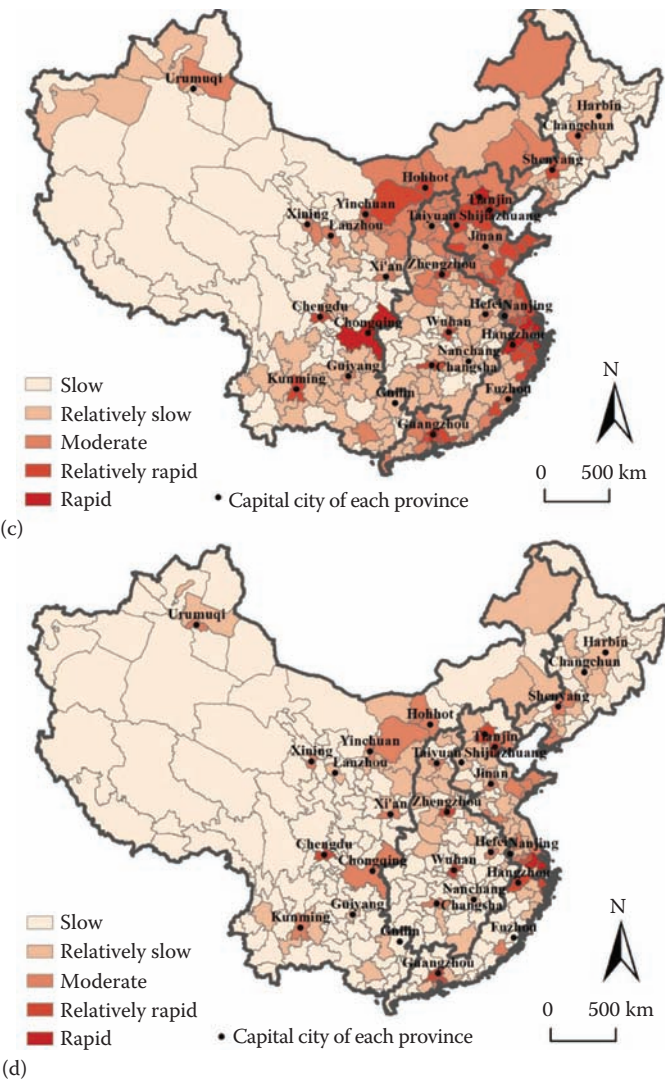 Urumuqi
Harbin
Changchun
Shenyang
Hohhot
Tianjin
Yinchuan
Xining
Taiyuan Shijiazhuang
Lanzhou
Jinan
Xi'an
Zhengzhou
Chengdu
Hefei Nanjing
Chongqing
Wuhan
Hangzhou
Nanchang
Guiyang
Changsha
Kunming
Guilin
Fuzhou
Guangzhou
N
Slow
Relatively slow
Moderate
Relatively rapid
Rapid
Capital city of each province
0 500 km
(c)
Urumuqi
Harbin
Changchun
Shenyang
Hohhot
Tianjin
Yinchuan
Xining
Taiyuan Shijiazhuang
Lanzhou
Jinan
Xi'an
Zhengzhou
Chengdu
Hefei Nanjing
Chongqing
Wuhan
Hangzhou
Nanchang
Guiyang
Changsha
Kunming
Guilin
Fuzhou
Guangzhou
N
Slow
Relatively slow
Moderate
Relatively rapid
Rapid
Capital city of each province
0 500 km
(d)